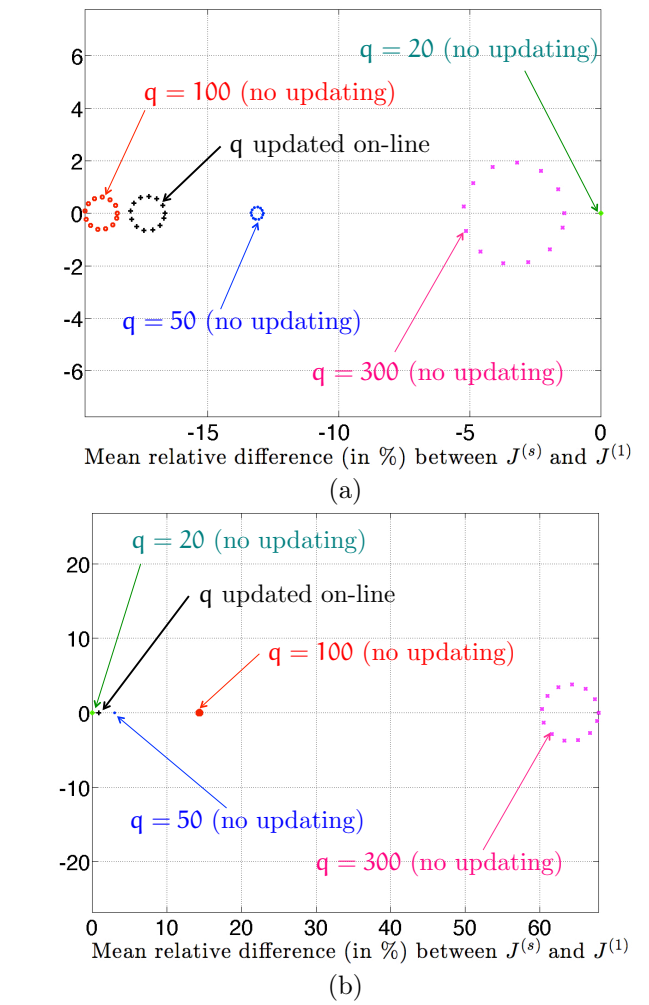 6
q = 20 (no updating)
q = 100 (no updating)
4
q updated on-line
2
0
-2
-4
q = 50 (no updating)
-6
q = 300 (no updating)
-15 -10 -5 0
Mean relative difference (in %) between J^(s) and J^(1)
(a)
q = 20 (no updating)
20
q updated on-line
10
q = 100 (no updating)
0
-10
q = 50 (no updating)
-20
q = 300 (no updating)
0 10 20 30 40 50 60
Mean relative difference (in %) between J^(s) and J^(1)
(b)